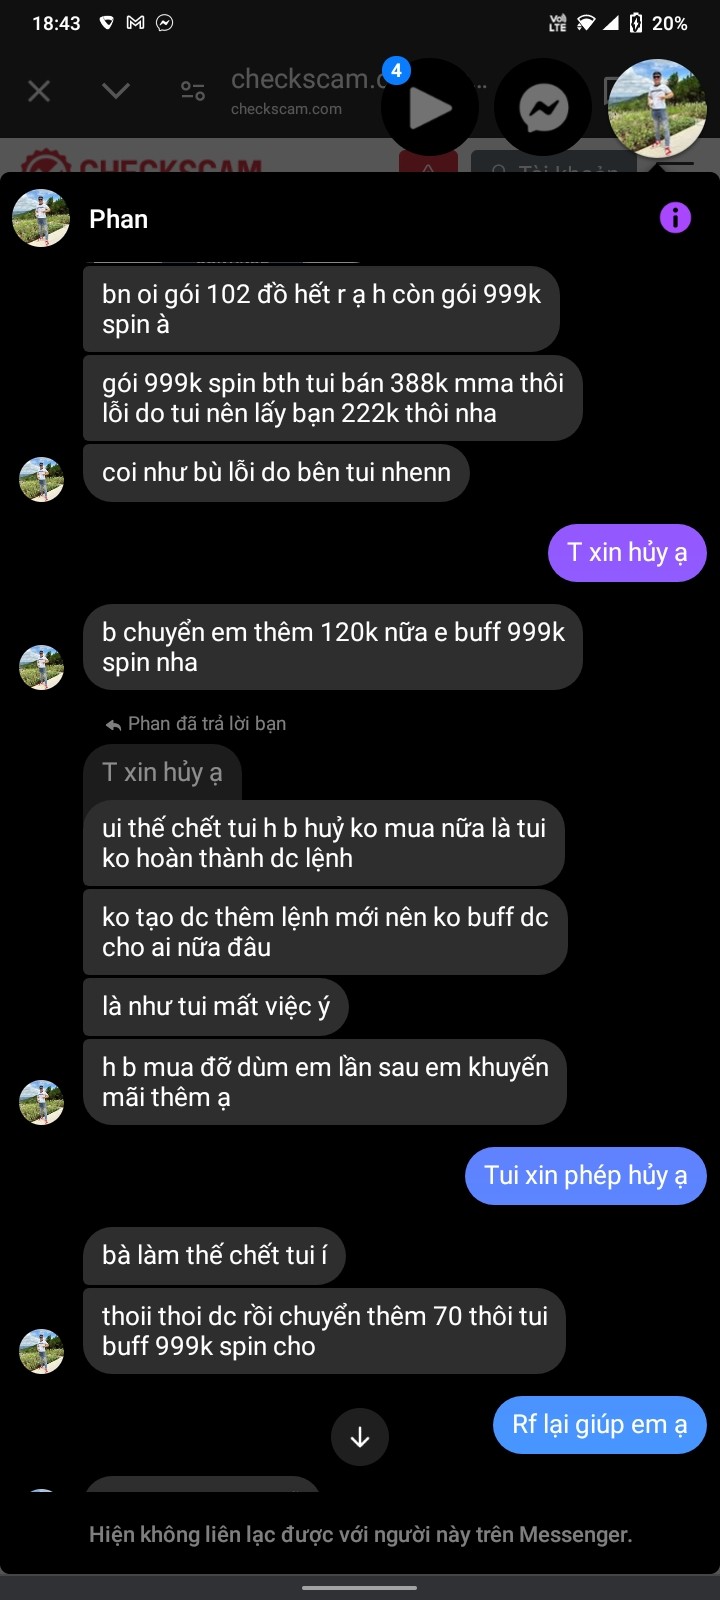 18:43
VoLTE
20%
checkscam.
checkscam.com
4
CHECKSCAM
Tài khoản
Phan
bn oi gói 102 đồ hết r ạ h còn gói 999k
spin à
gói 999k spin bth tui bán 388k mma thôi
lỗi do tui nên lấy bạn 222k thôi nha
coi như bù lỗi do bên tui nhenn
T xin hủy ạ
b chuyển em thêm 120k nữa e buff 999k
spin nha
Phan đã trả lời bạn
T xin hủy ạ
ui thế chết tui h b huỷ ko mua nữa là tui
ko hoàn thành dc lệnh
ko tạo dc thêm lệnh mới nên ko buff dc
cho ai nữa đâu
là như tui mất việc ý
h b mua đỡ dùm em lần sau em khuyến
mãi thêm ạ
Tui xin phép hủy ạ
bà làm thế chết tui í
thoii thoi dc rồi chuyển thêm 70 thôi tui
buff 999k spin cho
Rf lại giúp em ạ
Hiện không liên lạc được với người này trên Messenger.